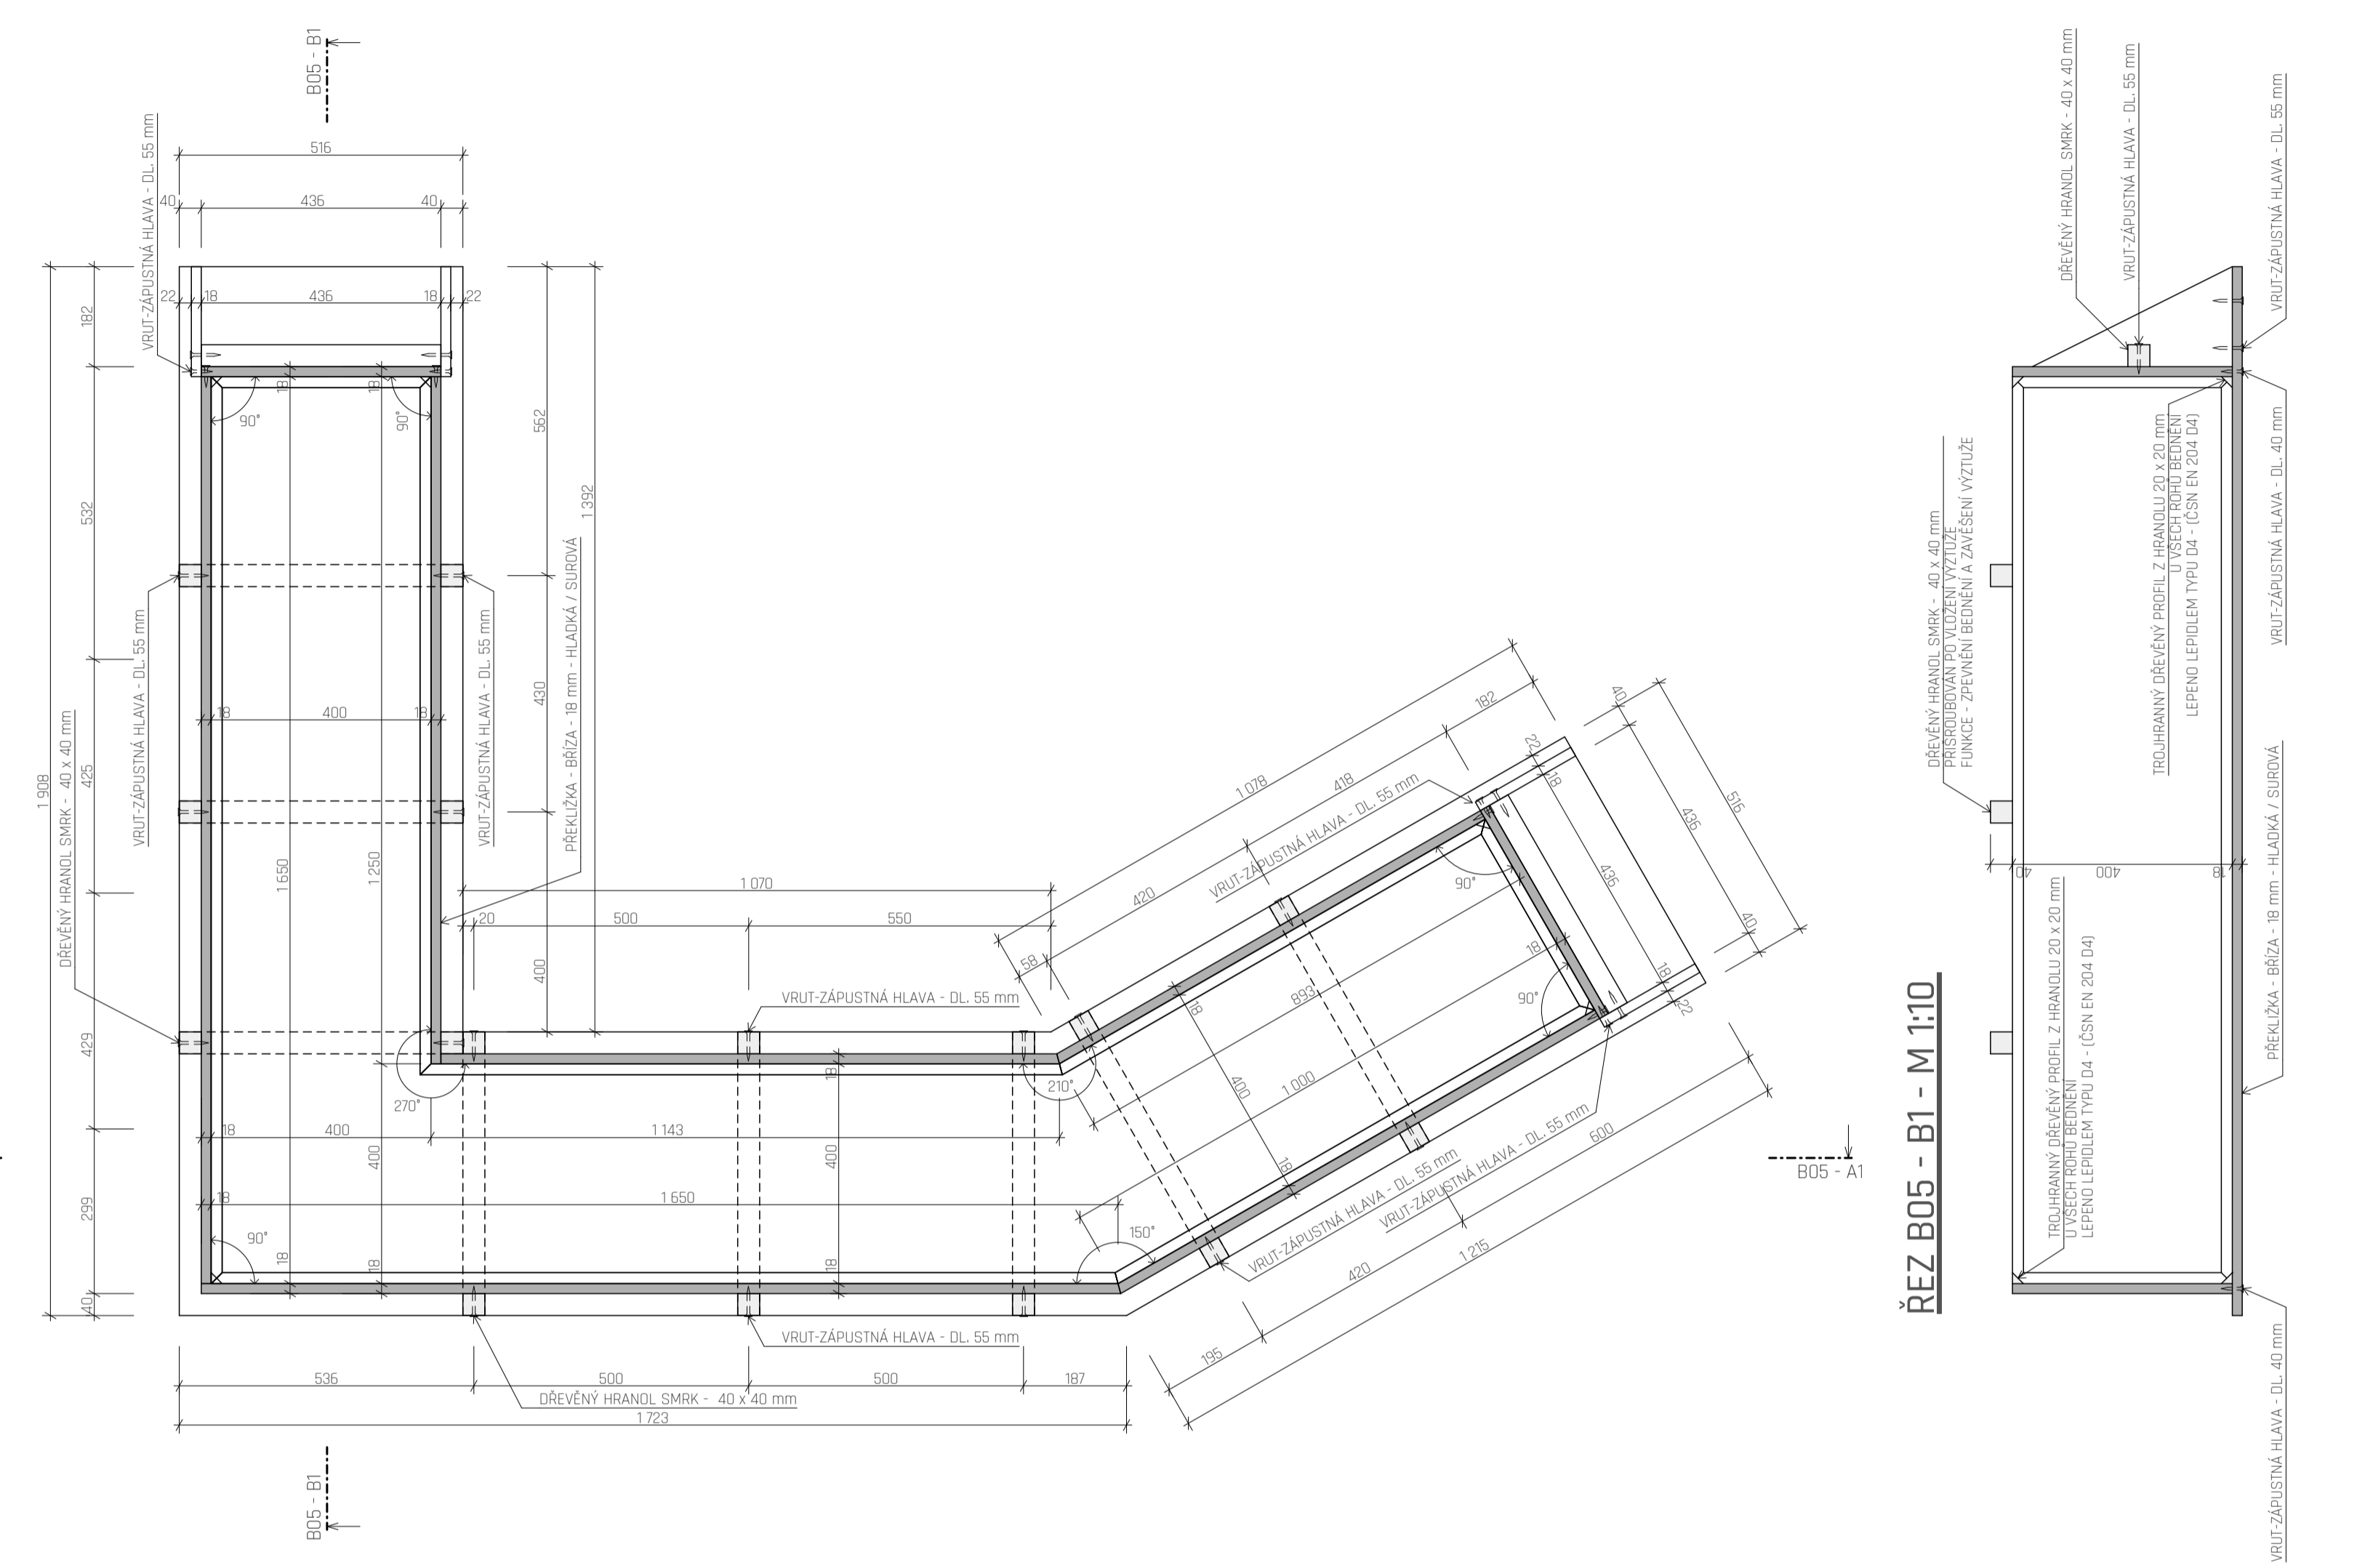 B05 - B1
516
40
436
40
VRUT-ZÁPUSTNÁ HLAVA - DL. 55 mm
22
18
436
18
22
182
532
425
429
299
40
1 908
18
18
90°
90°
562
430
400
1 392
VRUT-ZÁPUSTNÁ HLAVA - DL. 55 mm
VRUT-ZÁPUSTNÁ HLAVA - DL. 55 mm
DŘEVĚNÝ HRANOL SMRK - 40 x 40 mm
PŘEKLIŽKA - BŘÍZA - 18 mm - HLADKÁ / SUROVÁ
18
400
18
1 650
1 250
1 070
20
500
550
VRUT-ZÁPUSTNÁ HLAVA - DL. 55 mm
270°
210°
18
400
1 143
18
400
400
18
1 650
90°
150°
18
18
18
VRUT-ZÁPUSTNÁ HLAVA - DL. 55 mm
536
500
500
187
DŘEVĚNÝ HRANOL SMRK - 40 x 40 mm
1 723
B05 - B1
1 078
182
418
420
58
VRUT-ZÁPUSTNÁ HLAVA - DL. 55 mm
22
18
40
516
436
436
40
18
22
90°
90°
18
893
1 000
18
400
18
600
VRUT-ZÁPUSTNÁ HLAVA - DL. 55 mm
VRUT-ZÁPUSTNÁ HLAVA - DL. 55 mm
420
1 215
195
B05 - A1
ŘEZ B05 - B1 - M 1:10
DŘEVĚNÝ HRANOL SMRK - 40 x 40 mm
VRUT-ZÁPUSTNÁ HLAVA - DL. 55 mm
VRUT-ZÁPUSTNÁ HLAVA - DL. 55 mm
DŘEVĚNÝ HRANOL SMRK - 40 x 40 mm
PŘIŠROUBOVÁN PO VLOŽENÍ VÝZTUŽE
FUNKCE - ZPEVNĚNÍ BEDNĚNÍ A ZAVĚŠENÍ VÝZTUŽE
TROJHRANNÝ DŘEVĚNÝ PROFIL Z HRANOLU 20 x 20 mm
U VŠECH ROHŮ BEDNĚNÍ
LEPENO LEPIDLEM TYPU D4 - (ČSN EN 204 D4)
VRUT-ZÁPUSTNÁ HLAVA - DL. 40 mm
40
400
18
TROJHRANNÝ DŘEVĚNÝ PROFIL Z HRANOLU 20 x 20 mm
U VŠECH ROHŮ BEDNĚNÍ
LEPENO LEPIDLEM TYPU D4 - (ČSN EN 204 D4)
PŘEKLIŽKA - BŘÍZA - 18 mm - HLADKÁ / SUROVÁ
VRUT-ZÁPUSTNÁ HLAVA - DL. 40 mm